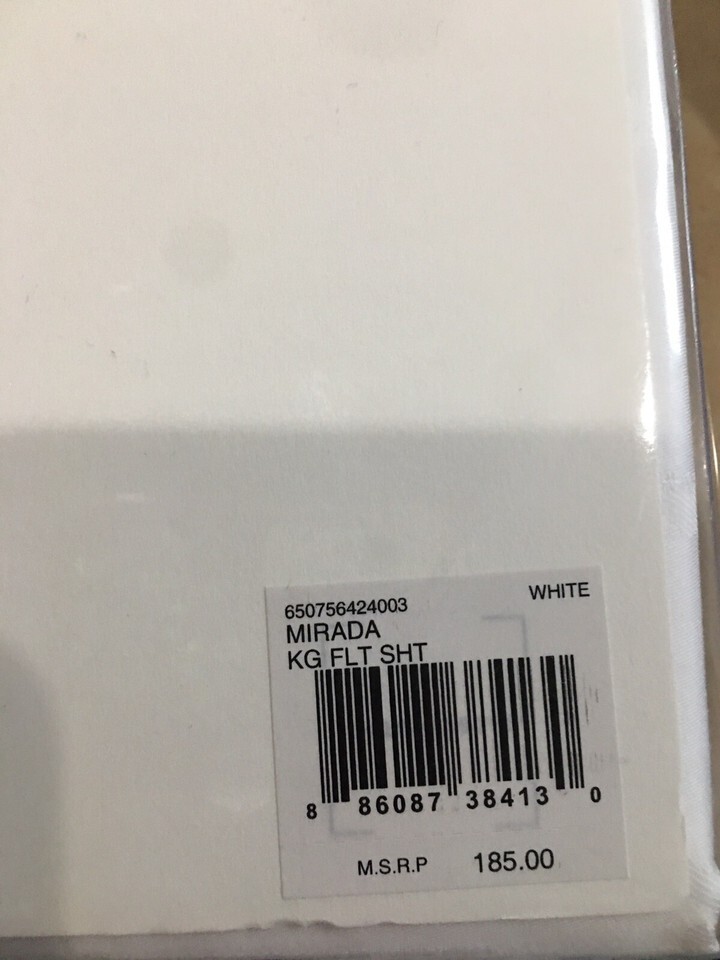 650756424003 WHITE
MIRADA
KG FLT SHT
8 86087 38413 0
M.S.R.P 185.00